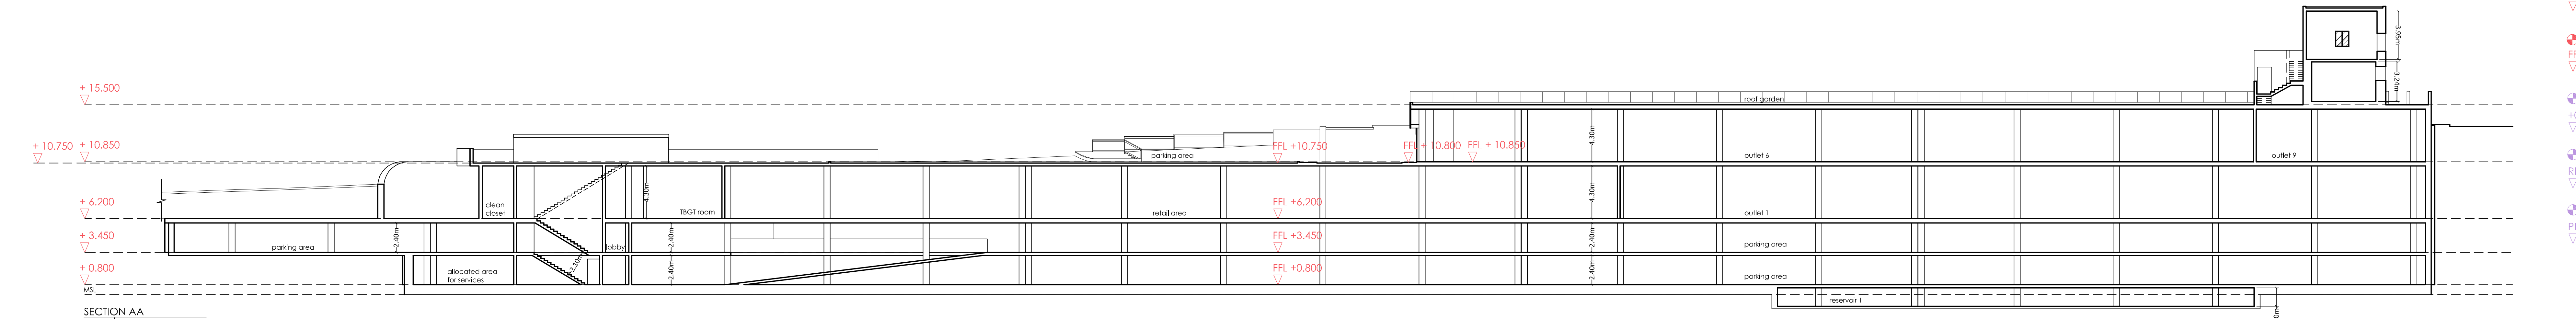 3.95m
3.24m
+ 15.500
roof garden
4.30m
+ 10.750
+ 10.850
parking area
FFL +10.750
FFL + 10.800
FFL + 10.850
outlet 6
outlet 9
clean
closet
4.30m
TBGT room
+ 6.200
retail area
FFL +6.200
4.30m
outlet 1
+ 3.450
parking area
2.40m
lobby
2.40m
FFL +3.450
2.40m
parking area
+ 0.800
allocated area
for services
2.10m
2.40m
FFL +0.800
2.40m
parking area
MSL
reservoir 1
SECTION AA